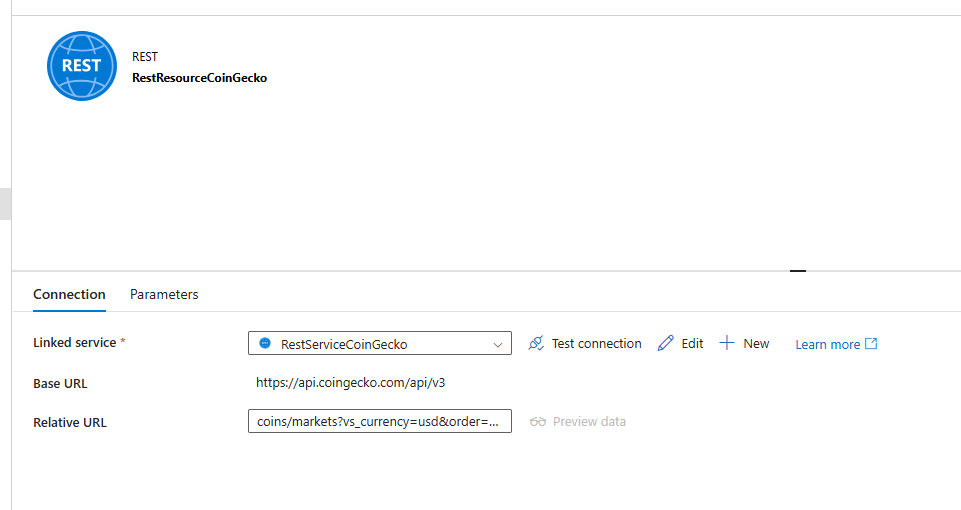 REST
REST
RestResourceCoinGecko
Connection Parameters
Linked service * RestServiceCoinGecko Test connection Edit New Learn more
Base URL https://api.coingecko.com/api/v3
Relative URL coins/markets?vs_currency=usd&order=... Preview data